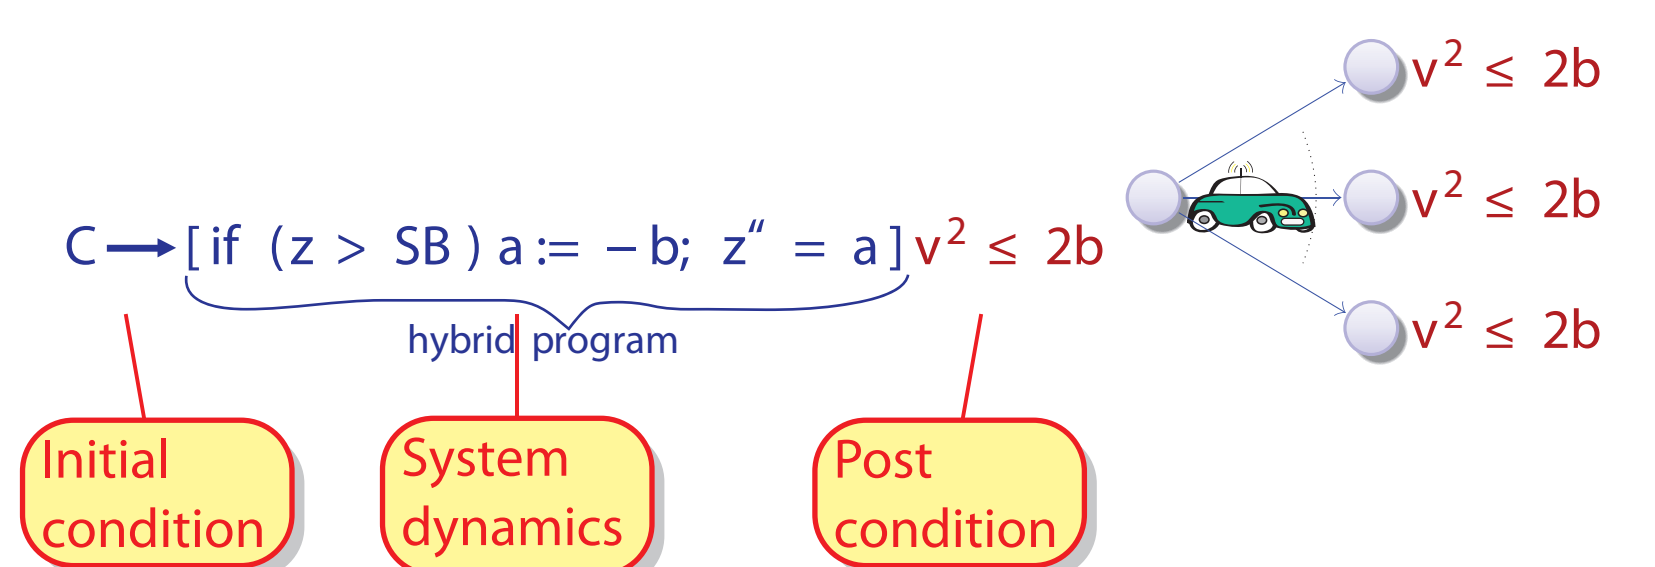 v² ≤ 2b
v² ≤ 2b
C → [ if (z > SB ) a := − b; z“ = a ] v² ≤ 2b
hybrid program
v² ≤ 2b
Initial
condition
System
dynamics
Post
condition